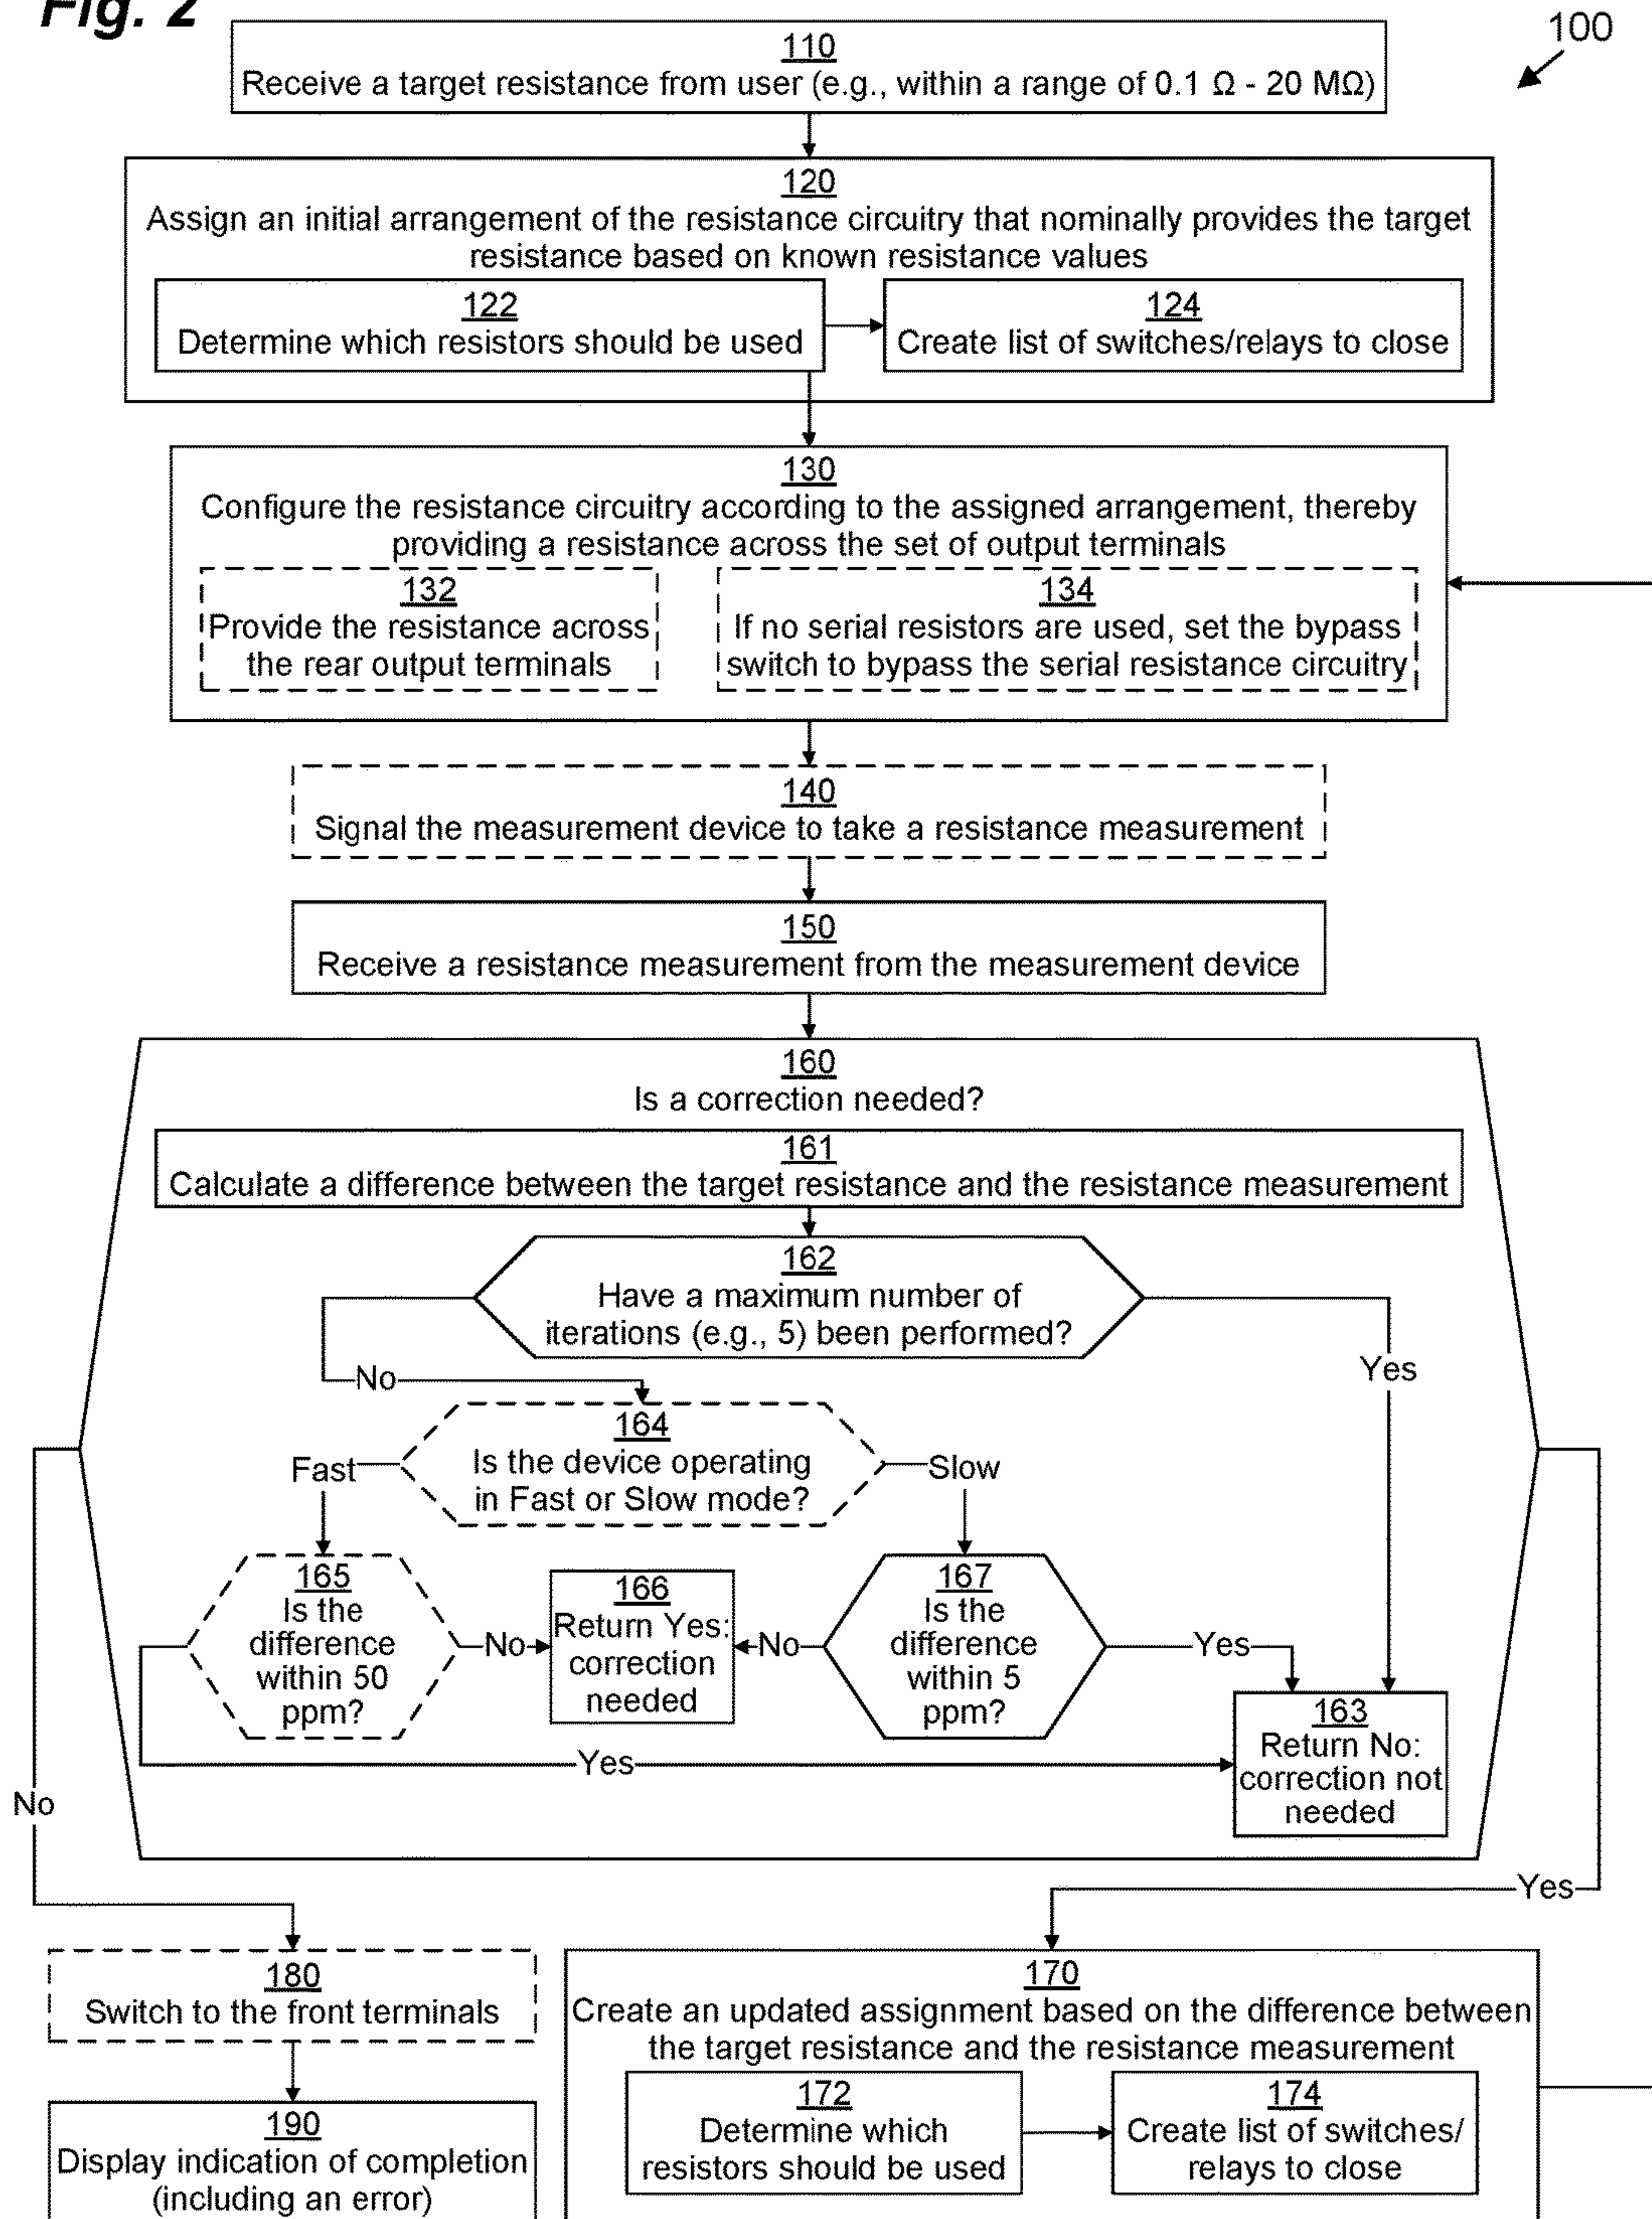 Fig. 2
100
110
Receive a target resistance from user (e.g., within a range of 0.1 Ω - 20 MΩ)
120
Assign an initial arrangement of the resistance circuitry that nominally provides the target
resistance based on known resistance values
122
Determine which resistors should be used
124
Create list of switches/relays to close
130
Configure the resistance circuitry according to the assigned arrangement, thereby
providing a resistance across the set of output terminals
132
Provide the resistance across
the rear output terminals
134
If no serial resistors are used, set the bypass
switch to bypass the serial resistance circuitry
140
Signal the measurement device to take a resistance measurement
150
Receive a resistance measurement from the measurement device
160
Is a correction needed?
161
Calculate a difference between the target resistance and the resistance measurement
162
Have a maximum number of
iterations (e.g., 5) been performed?
No
Yes
164
Is the device operating
in Fast or Slow mode?
Fast
Slow
165
Is the
difference
within 50
ppm?
No
166
Return Yes:
correction
needed
No
167
Is the
difference
within 5
ppm?
Yes
163
Return No:
correction not
needed
Yes
No
Yes
180
Switch to the front terminals
190
Display indication of completion
(including an error)
170
Create an updated assignment based on the difference between
the target resistance and the resistance measurement
172
Determine which
resistors should be used
174
Create list of switches/
relays to close